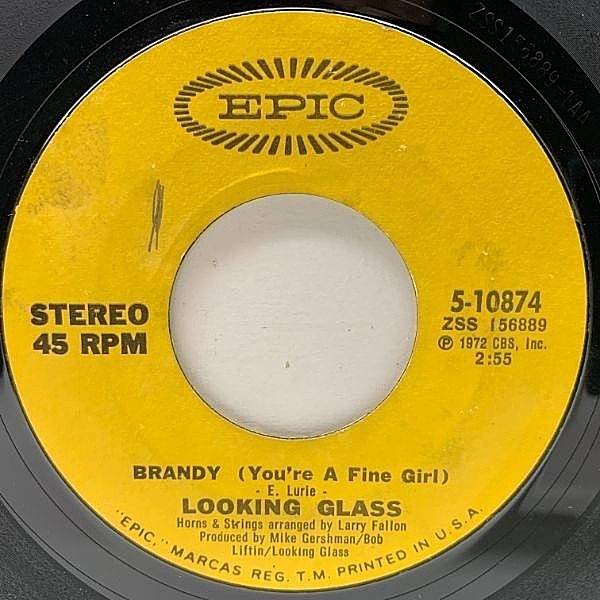 EPIC
STEREO
45 RPM
5-10874
ZSS 156889
Ⓟ 1972 CBS, Inc.
2:55
BRANDY (You're A Fine Girl)
- E. Lurie -
LOOKING GLASS
Horns & Strings arranged by Larry Fallon
Produced by Mike Gershman/Bob
Liftin/Looking Glass
"EPIC," MARCAS REG. T.M. PRINTED IN U.S.A.